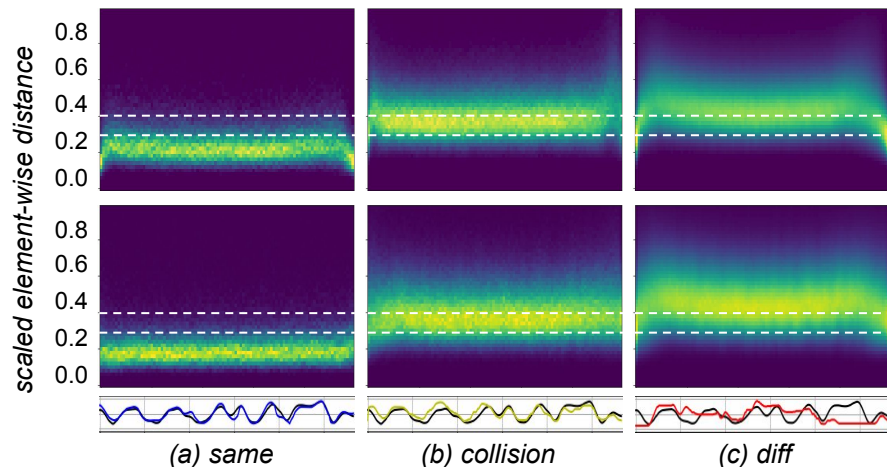 scaled element-wise distance
0.8
0.6
0.4
0.2
0.0
0.8
0.6
0.4
0.2
0.0
(a) same
(b) collision
(c) diff